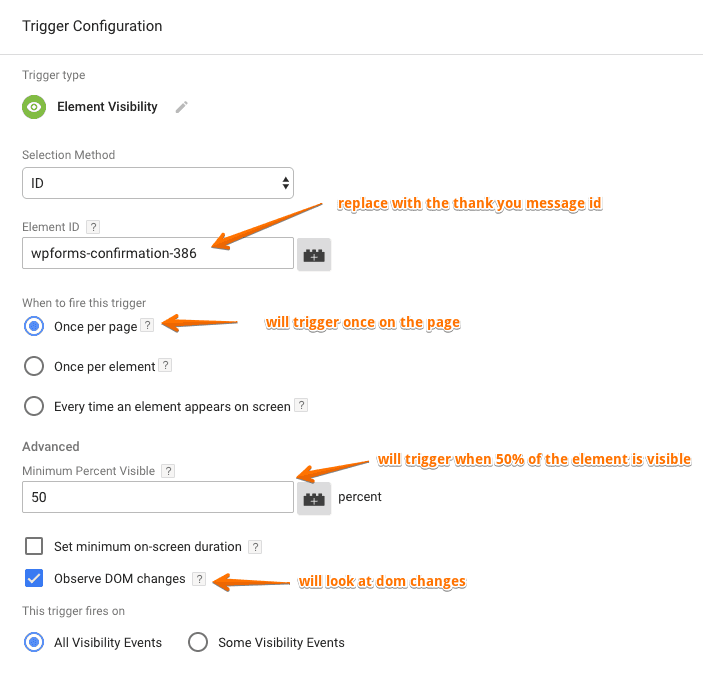 Trigger Configuration
Trigger type
Element Visibility
Selection Method
ID
replace with the thank you message id
Element ID ?
wpforms-confirmation-386
When to fire this trigger
Once per page ?
will trigger once on the page
Once per element ?
Every time an element appears on screen ?
Advanced
will trigger when 50% of the element is visible
Minimum Percent Visible ?
50 percent
Set minimum on-screen duration ?
Observe DOM changes ?
will look at dom changes
This trigger fires on
All Visibility Events Some Visibility Events